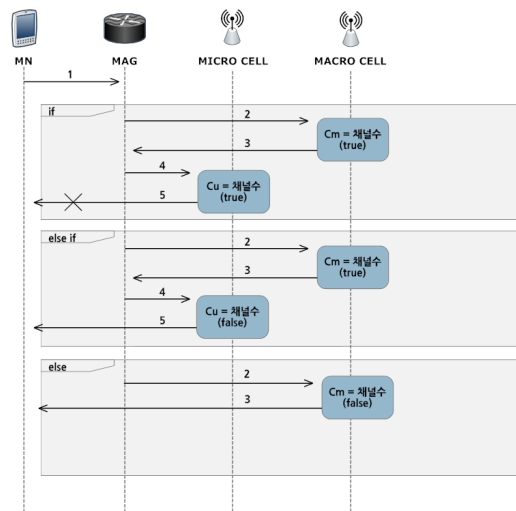 MN MAG MICRO CELL MACRO CELL
1
if
2
Cm = 채널수
(true)
3
4
Cu = 채널수
(true)
5
else if
2
Cm = 채널수
(true)
3
4
Cu = 채널수
(false)
5
else
2
Cm = 채널수
(false)
3